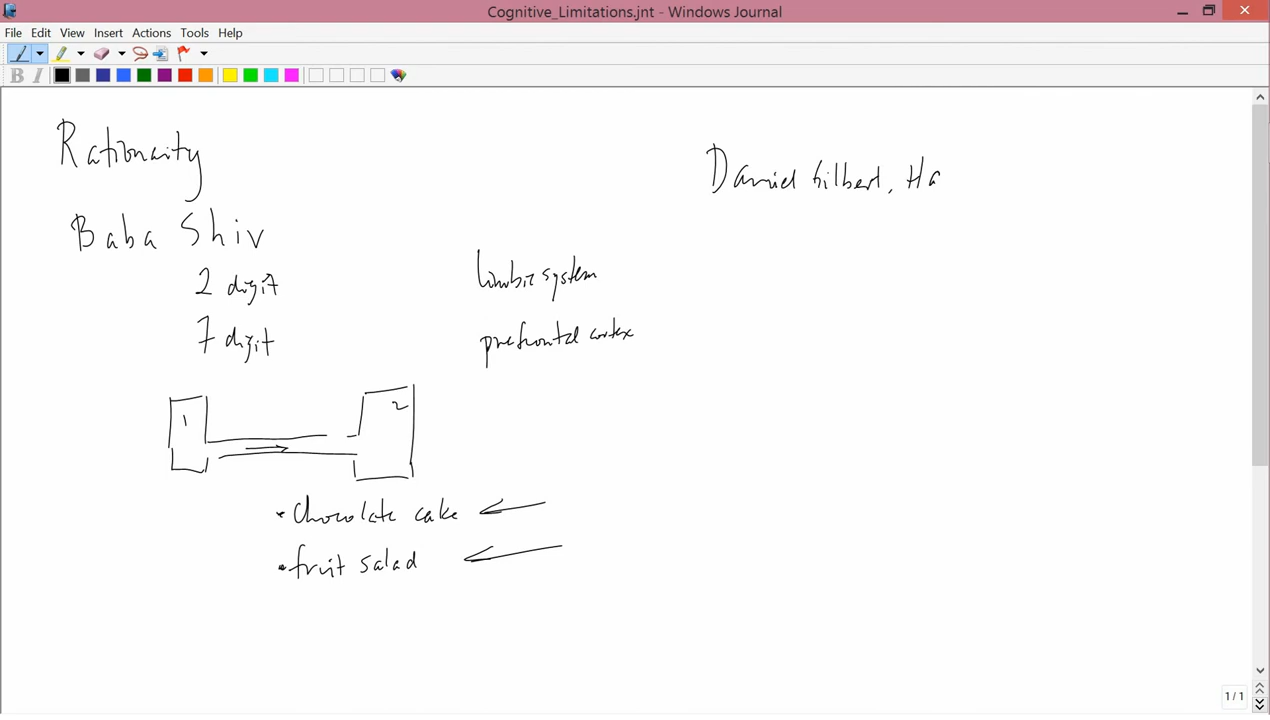 Cognitive_Limitations.jnt - Windows Journal
File Edit View Insert Actions Tools Help
B I
Rationaity
Daniel Gilbert, Ha
Baba Shiv
2 digit
limbic system
7 digit
prefrontal cortex
1
2
• Chocolate cake
• fruit salad
1 / 1